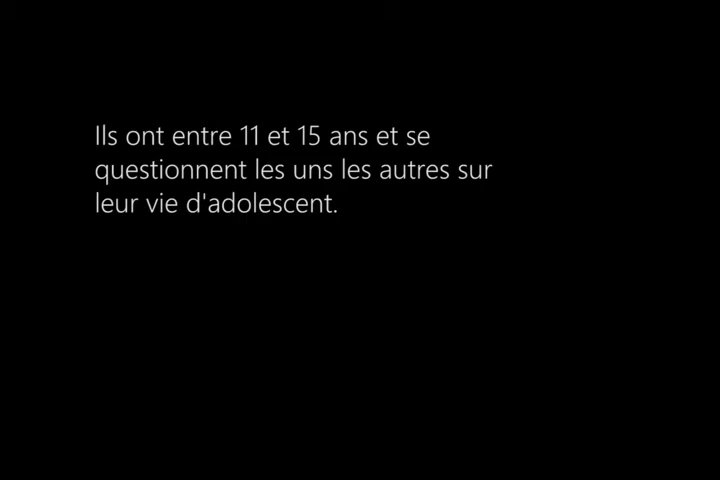 Ils ont entre 11 et 15 ans et se
questionnent les uns les autres sur
leur vie d'adolescent.